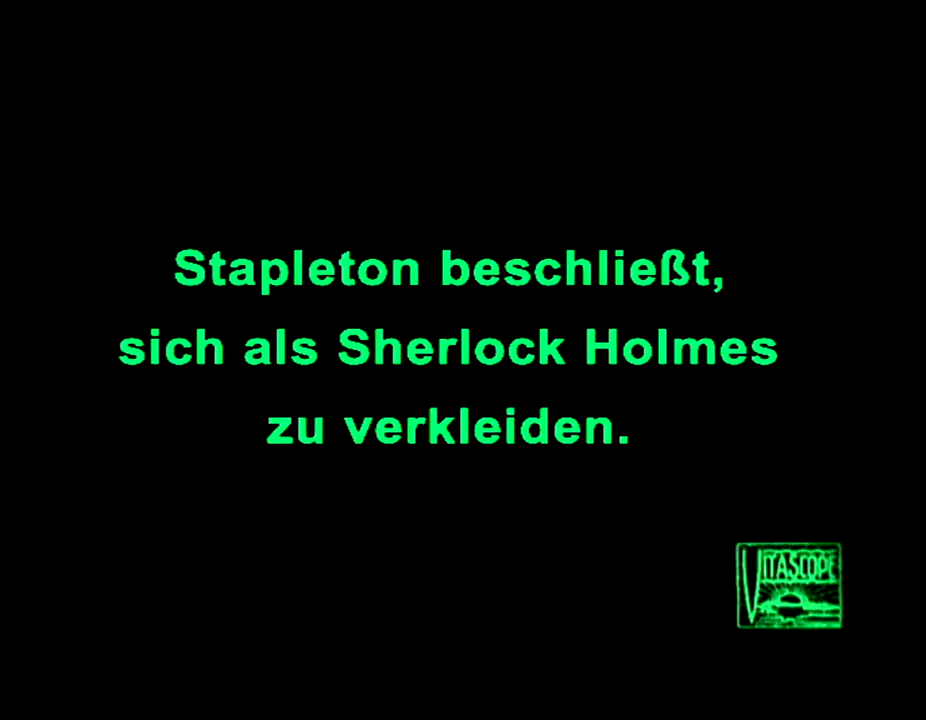 Stapleton beschließt,
sich als Sherlock Holmes
zu verkleiden.
VITASCOPE